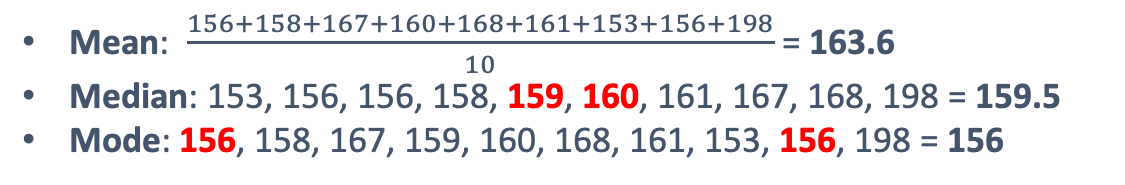 • Mean: 156+158+167+160+168+161+153+156+198 / 10 = 163.6
• Median: 153, 156, 156, 158, 159, 160, 161, 167, 168, 198 = 159.5
• Mode: 156, 158, 167, 159, 160, 168, 161, 153, 156, 198 = 156